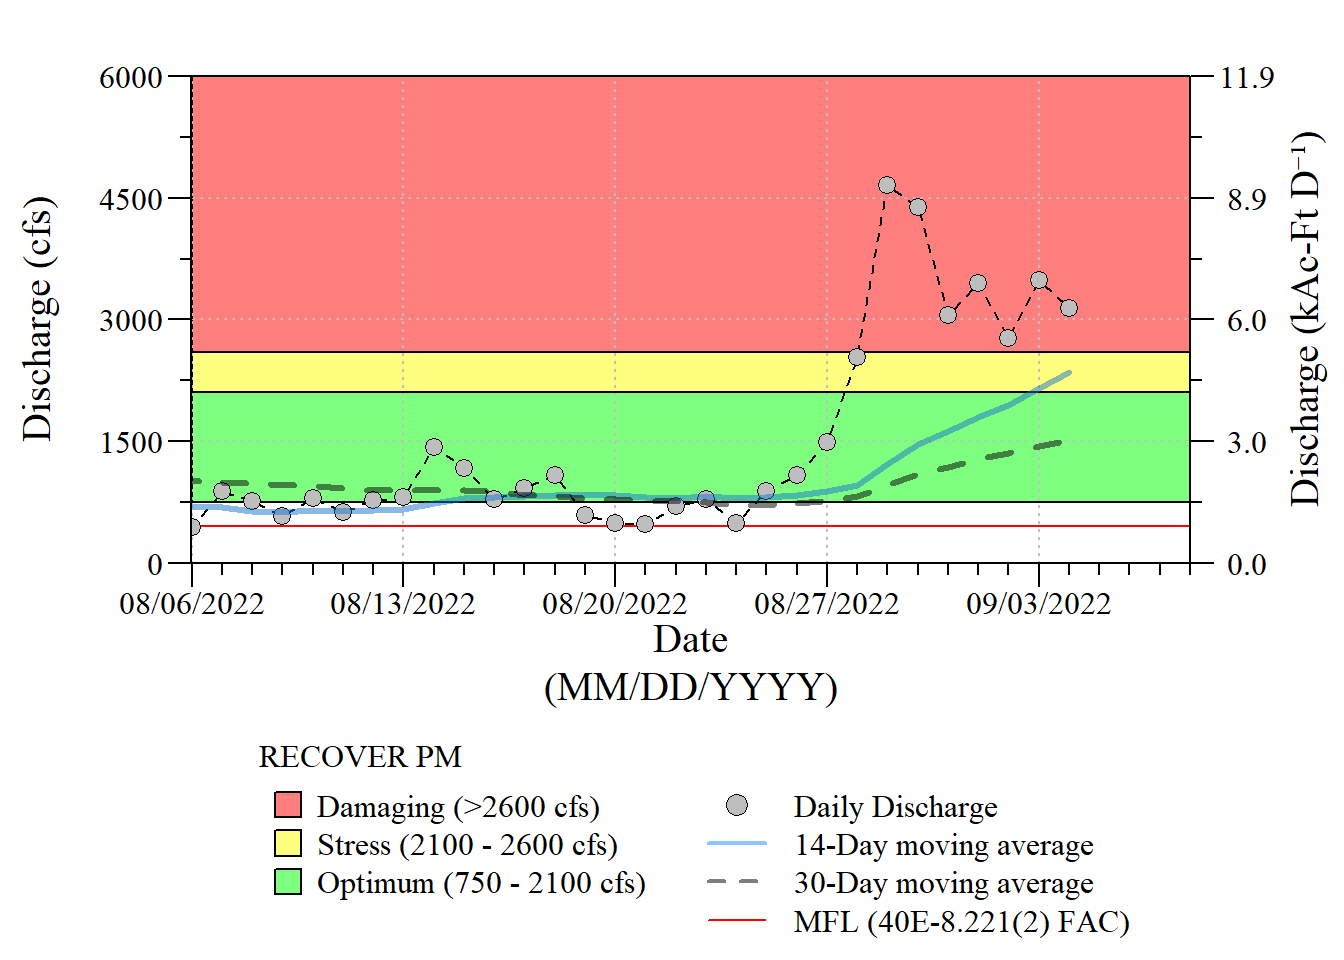 6000
4500
3000
1500
0
Discharge (cfs)
11.9
8.9
6.0
3.0
0.0
Discharge (kAc-Ft D⁻¹)
08/06/2022 08/13/2022 08/20/2022 08/27/2022 09/03/2022
Date
(MM/DD/YYYY)
RECOVER PM
Damaging (>2600 cfs)
Stress (2100 - 2600 cfs)
Optimum (750 - 2100 cfs)
Daily Discharge
14-Day moving average
30-Day moving average
MFL (40E-8.221(2) FAC)